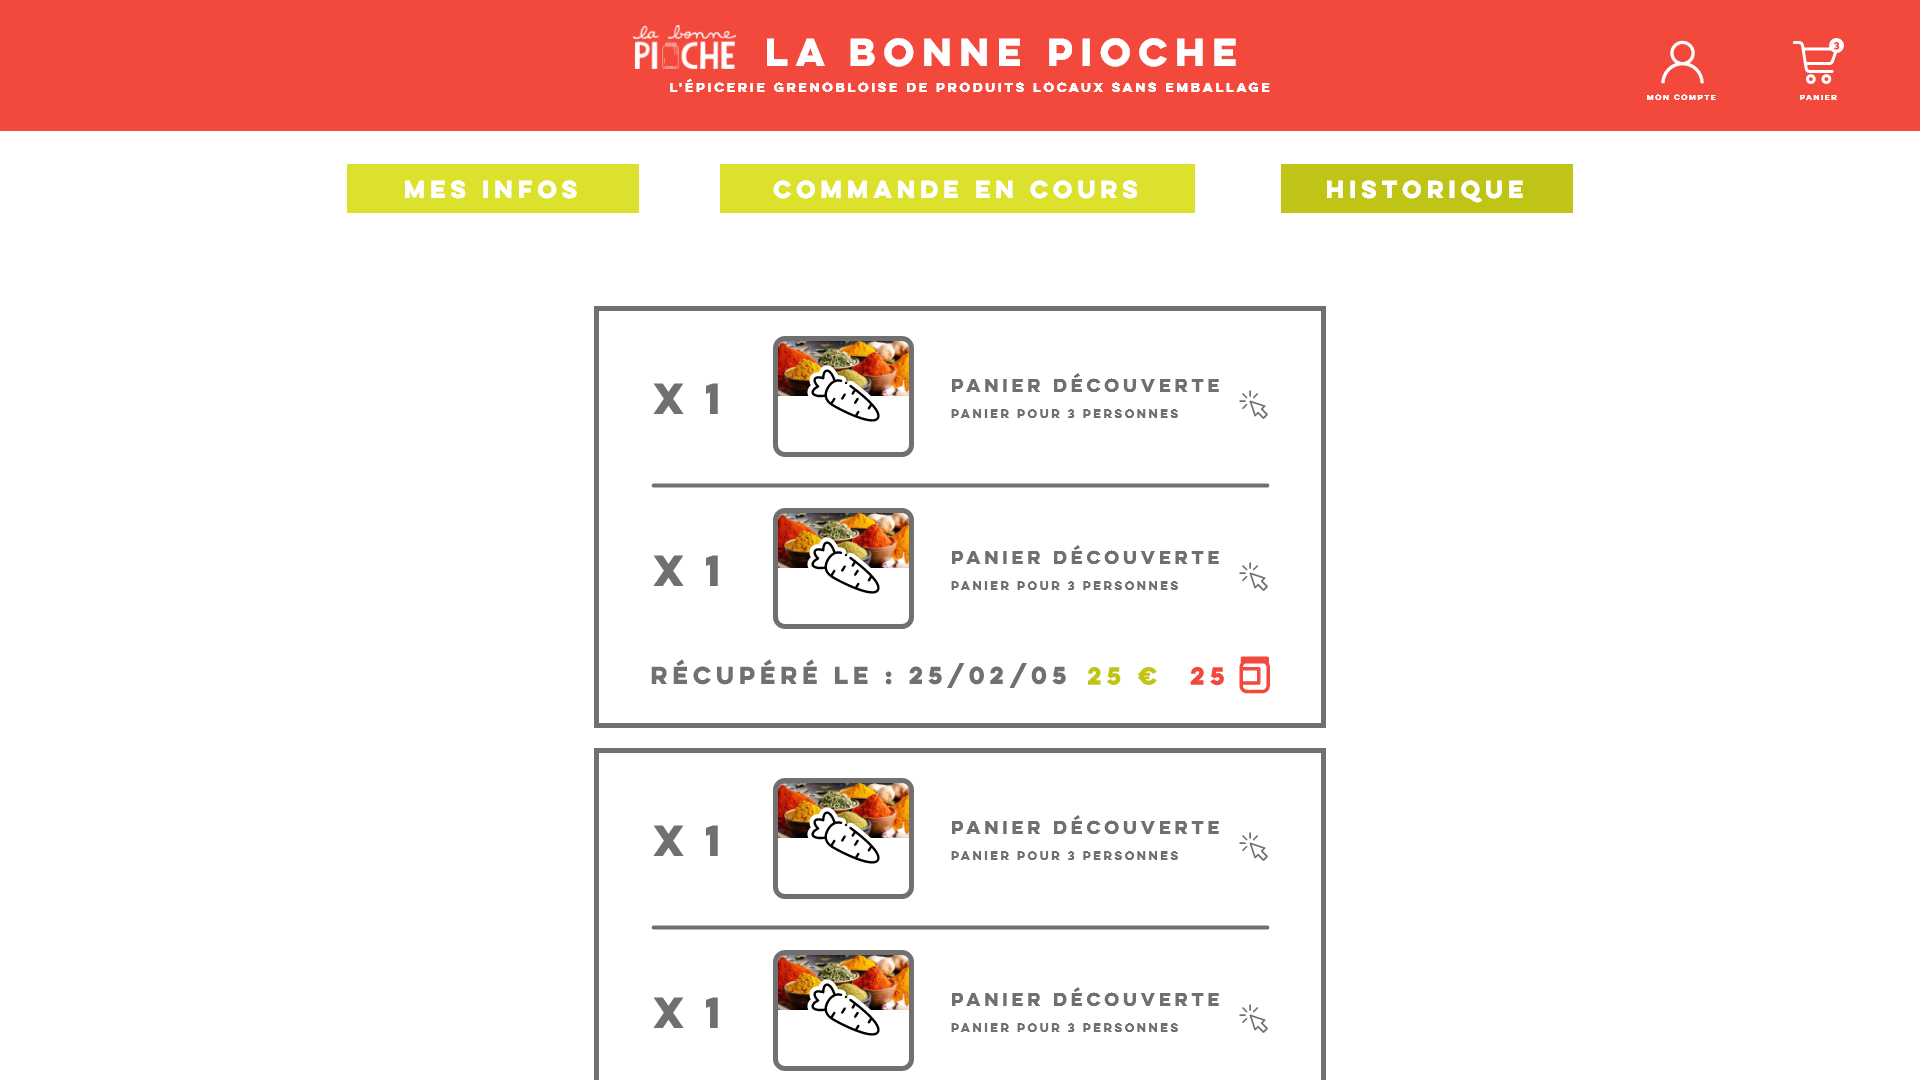 la bonne
PIOCHE
LA BONNE PIOCHE
L'ÉPICERIE GRENOBLOISE DE PRODUITS LOCAUX SANS EMBALLAGE
MON COMPTE
3
PANIER
MES INFOS
COMMANDE EN COURS
HISTORIQUE
X 1
PANIER DÉCOUVERTE
PANIER POUR 3 PERSONNES
X 1
PANIER DÉCOUVERTE
PANIER POUR 3 PERSONNES
RÉCUPÉRÉ LE : 25/02/05 25 € 25
X 1
PANIER DÉCOUVERTE
PANIER POUR 3 PERSONNES
X 1
PANIER DÉCOUVERTE
PANIER POUR 3 PERSONNES